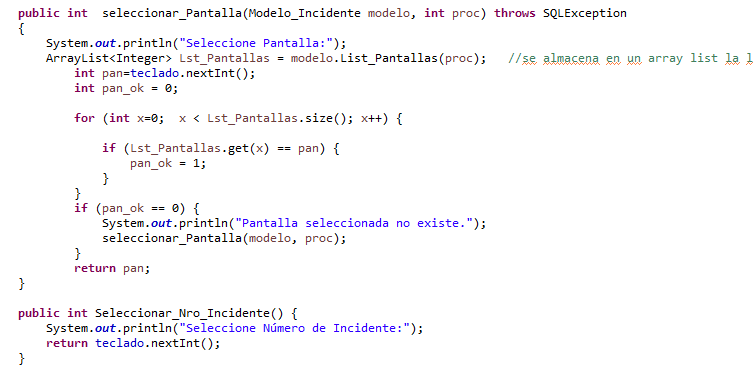 public int  seleccionar_Pantalla(Modelo_Incidente modelo, int proc) throws SQLException
{
    System.out.println("Seleccione Pantalla:");
    ArrayList<Integer> Lst_Pantallas = modelo.List_Pantallas(proc);   //se almacena en un array list la l
        int pan=teclado.nextInt();
        int pan_ok = 0;

        for (int x=0;  x < Lst_Pantallas.size(); x++) {

            if (Lst_Pantallas.get(x) == pan) {
                pan_ok = 1;
            }
        }
        if (pan_ok == 0) {
            System.out.println("Pantalla seleccionada no existe.");
            seleccionar_Pantalla(modelo, proc);
        }
        return pan;
}

public int Seleccionar_Nro_Incidente() {
    System.out.println("Seleccione Número de Incidente:");
    return teclado.nextInt();
}